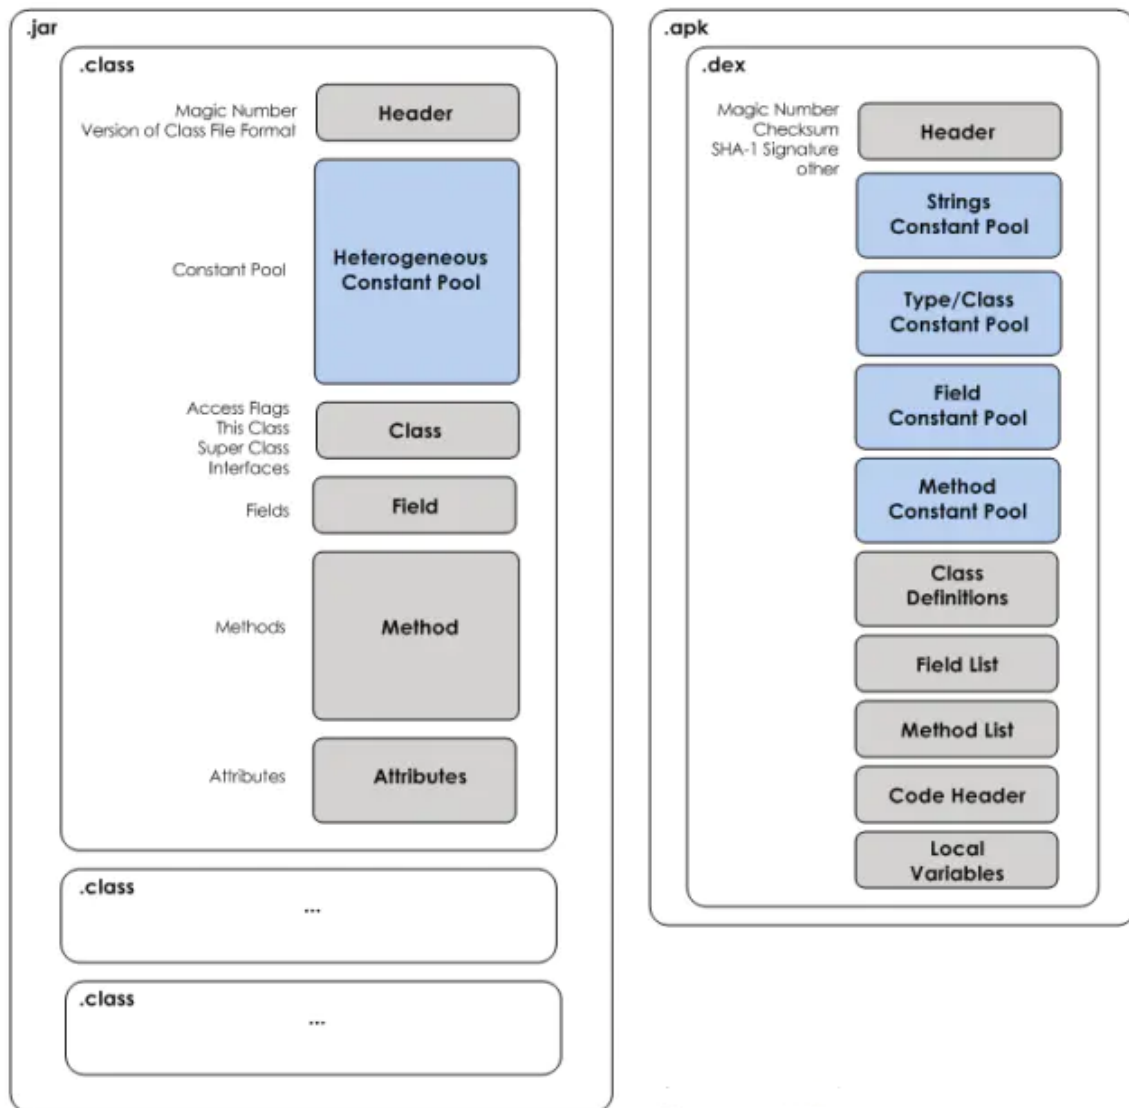 .jar
.class
Magic Number
Version of Class File Format
Header
Constant Pool
Heterogeneous
Constant Pool
Access Flags
This Class
Super Class
Interfaces
Class
Fields
Field
Methods
Method
Attributes
Attributes
.class
...
.class
...
.apk
.dex
Magic Number
Checksum
SHA-1 Signature
other
Header
Strings
Constant Pool
Type/Class
Constant Pool
Field
Constant Pool
Method
Constant Pool
Class
Definitions
Field List
Method List
Code Header
Local
Variables